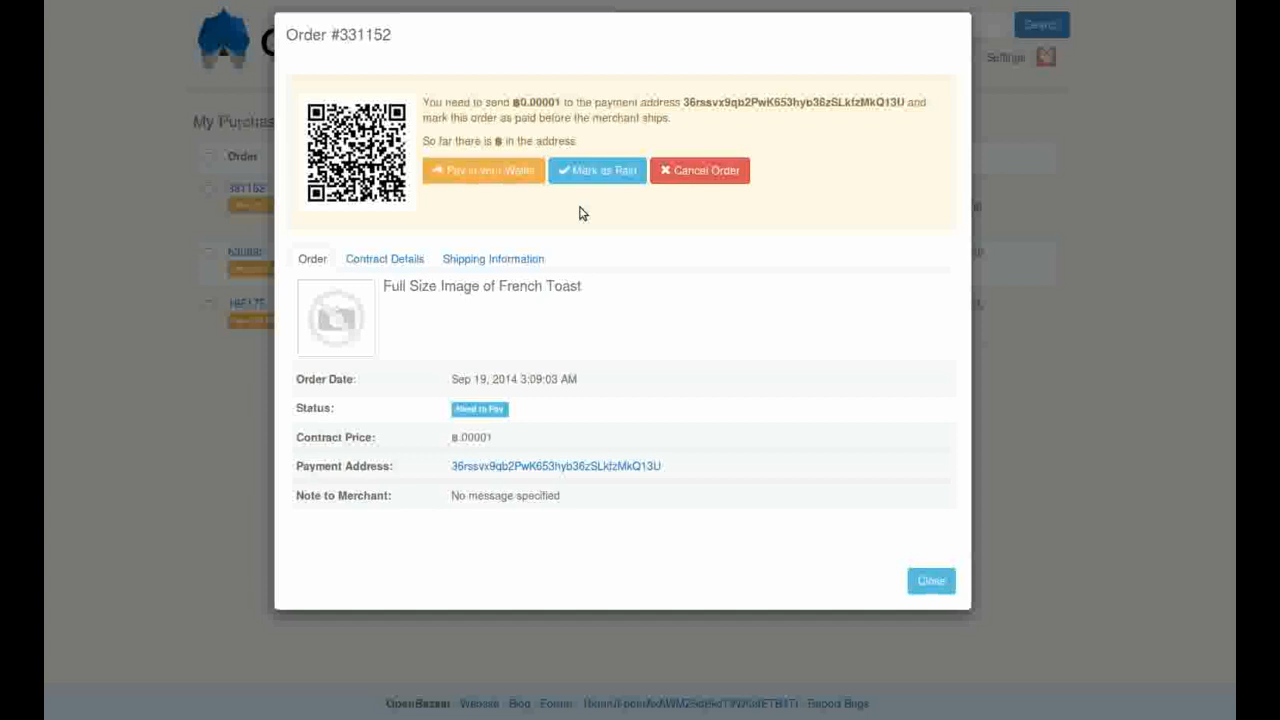 Order #331152
Search
Settings
You need to send ฿0.00001 to the payment address 36rssvx9qb2PwK653hyb36zSLkfzMkQ13U and
mark this order as paid before the merchant ships.
So far there is ฿ in the address
Pay in your Wallet
Mark as Paid
Cancel Order
My Purchas
Order
331152
Order
Contract Details
Shipping Information
Full Size Image of French Toast
Order Date:
Sep 19, 2014 3:09:03 AM
Status:
Need to Pay
Contract Price:
฿.00001
Payment Address:
36rssvx9qb2PwK653hyb36zSLkfzMkQ13U
Note to Merchant:
No message specified
Close
OpenBazaar Website Blog Forum Report Bugs